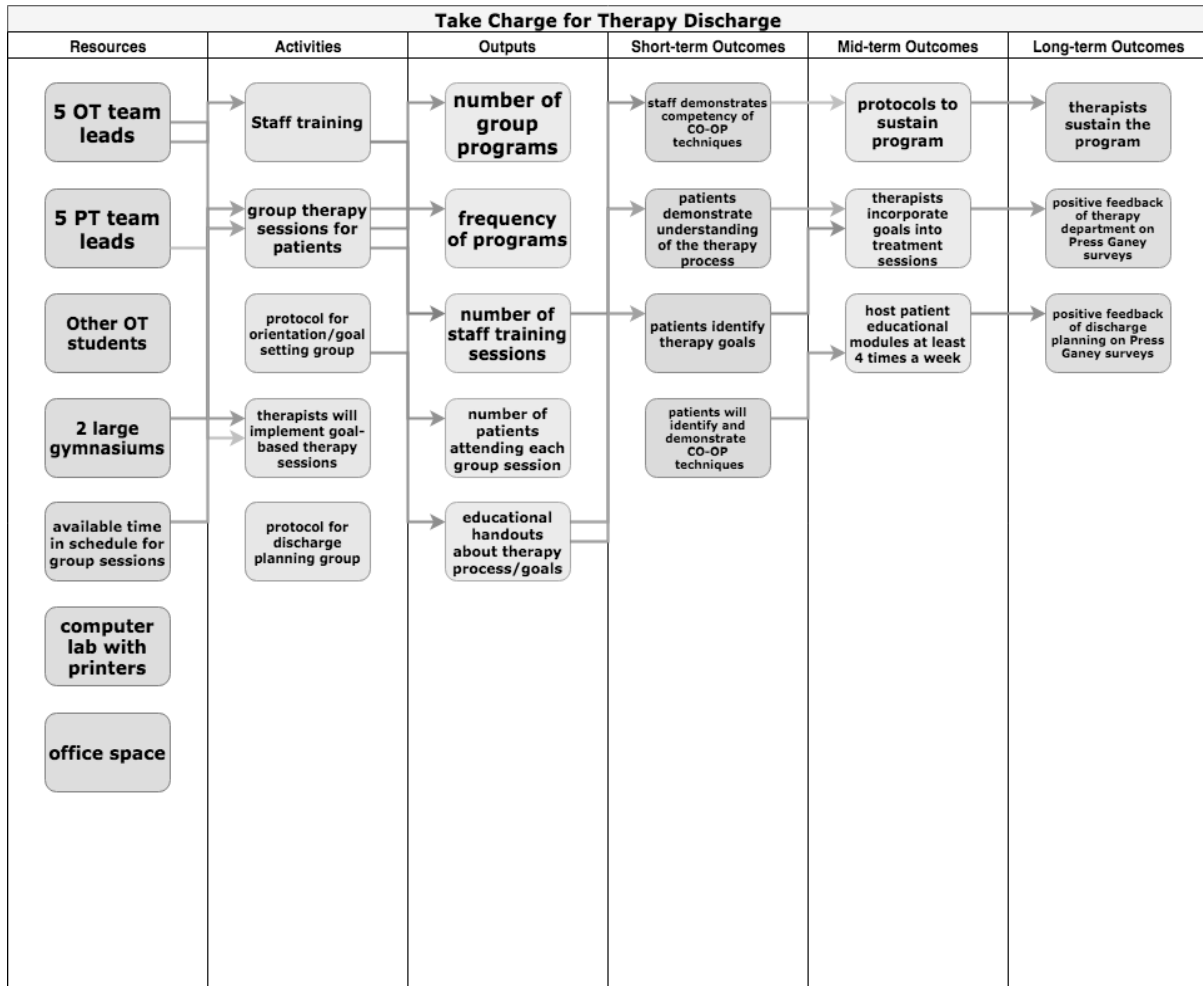 Take Charge for Therapy Discharge
Resources
Activities
Outputs
Short-term Outcomes
Mid-term Outcomes
Long-term Outcomes
5 OT team
leads
5 PT team
leads
Other OT
students
2 large
gymnasiums
available time
in schedule for
group sessions
computer
lab with
printers
office space
Staff training
group therapy
sessions for
patients
protocol for
orientation/goal
setting group
therapists will
implement goal-
based therapy
sessions
protocol for
discharge
planning group
number of
group
programs
frequency
of programs
number of
staff training
sessions
number of
patients
attending each
group session
educational
handouts
about therapy
process/goals
staff demonstrates
competency of
CO-OP
techniques
patients
demonstrate
understanding
of the therapy
process
patients identify
therapy goals
patients will
identify and
demonstrate
CO-OP
techniques
protocols to
sustain
program
therapists
incorporate
goals into
treatment
sessions
host patient
educational
modules at least
4 times a week
therapists
sustain the
program
positive feedback
of therapy
department on
Press Ganey
surveys
positive feedback
of discharge
planning on Press
Ganey surveys